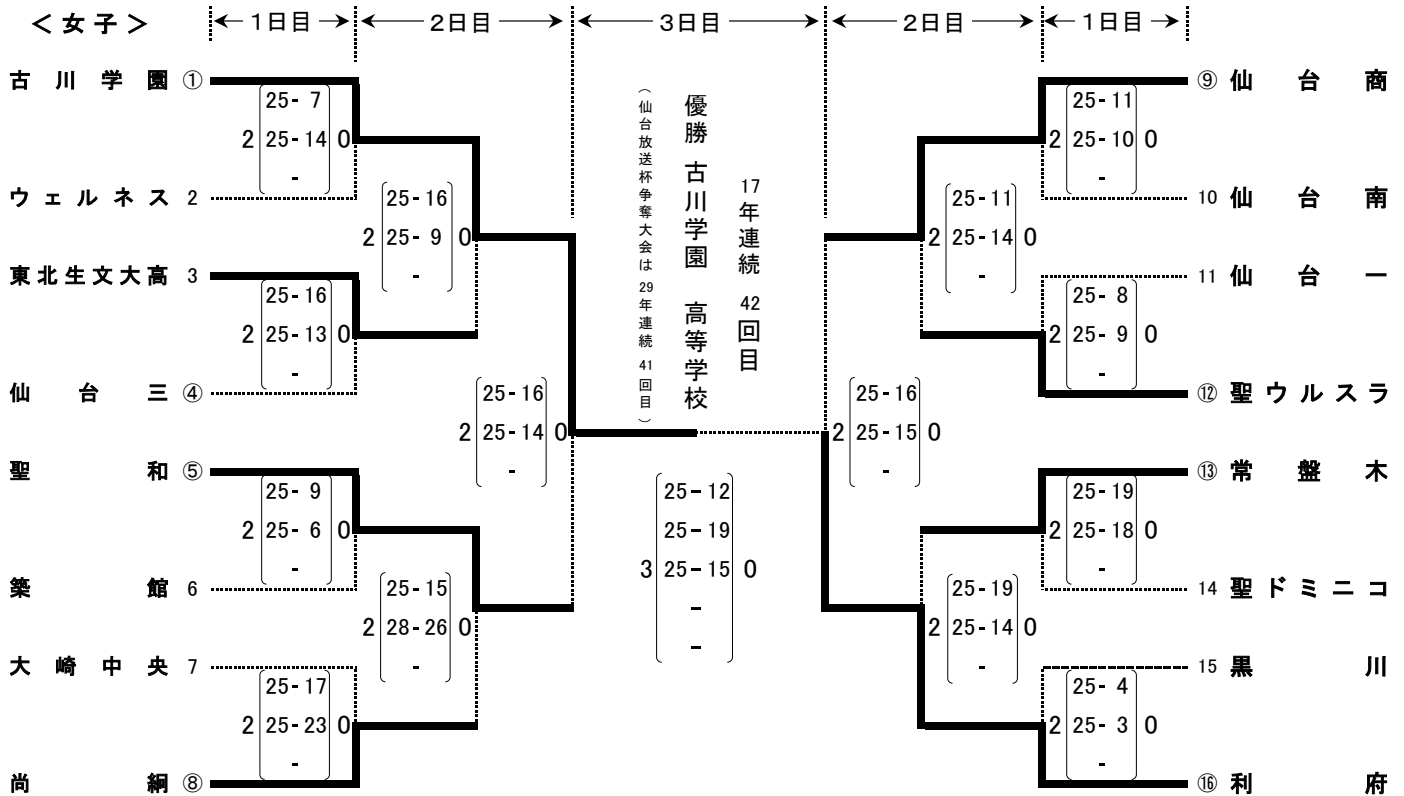 ＜女子＞
1日目 2日目 3日目 2日目 1日目
古川学園 ①
25- 7
2 25-14 0
-
ウェルネス 2
25-16
2 25- 9 0
-
東北生文大高 3
25-16
2 25-13 0
-
仙台三 ④
25-16
2 25-14 0
-
聖和 ⑤
25- 9
2 25- 6 0
-
築館 6
25-15
2 28-26 0
-
大崎中央 7
25-17
2 25-23 0
-
尚絅 ⑧
17年連続 42回目
優勝 古川学園 高等学校
（仙台放送杯争奪大会は29年連続 41回目）
25-12
25-19
3 25-15 0
-
-
⑨ 仙台商
25-11
2 25-10 0
-
10 仙台南
25-11
2 25-14 0
-
11 仙台一
25- 8
2 25- 9 0
-
⑫ 聖ウルスラ
25-16
2 25-15 0
-
⑬ 常盤木
25-19
2 25-18 0
-
14 聖ドミニコ
25-19
2 25-14 0
-
15 黒川
25- 4
2 25- 3 0
-
⑯ 利府